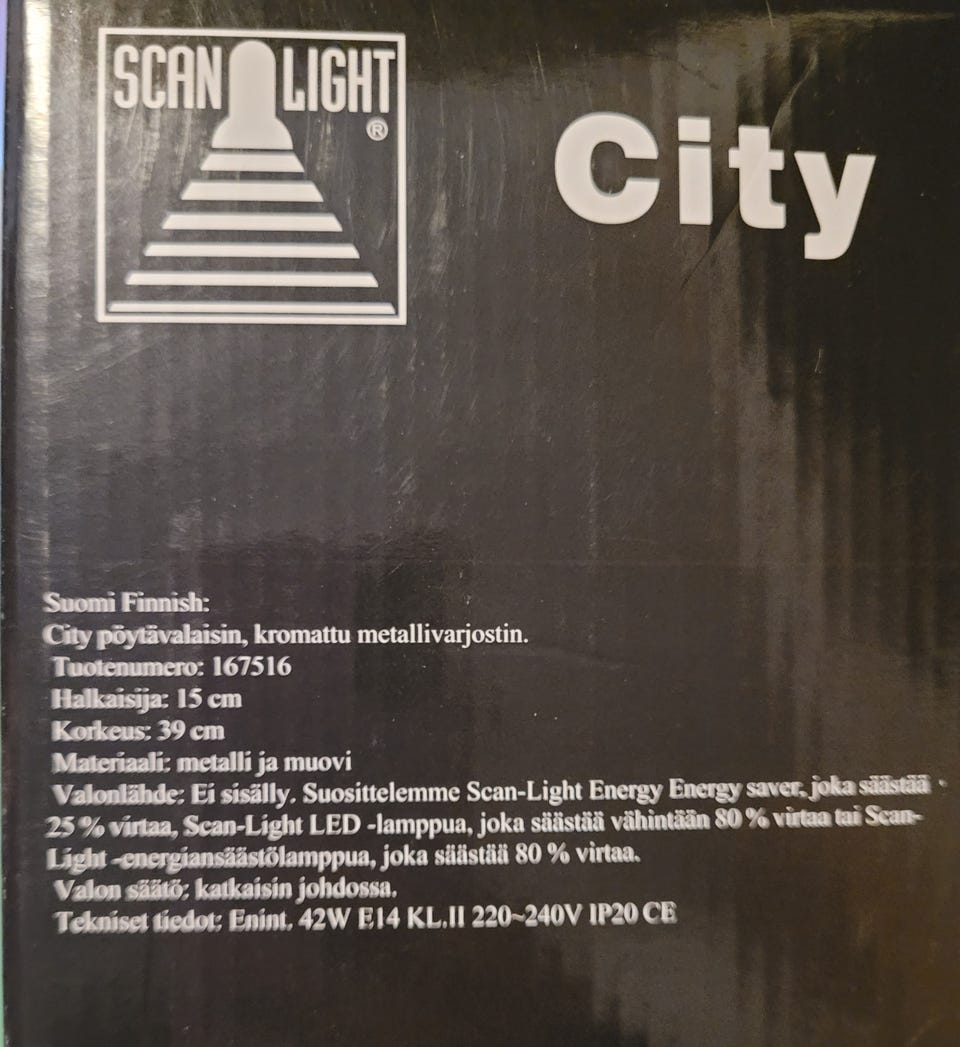 SCAN LIGHT
®
City
Suomi Finnish:
City pöytävalaisin, kromattu metallivarjostin.
Tuotenumero: 167516
Halkaisija: 15 cm
Korkeus: 39 cm
Materiaali: metalli ja muovi
Valonlähde: Ei sisälly. Suosittelemme Scan-Light Energy Energy saver, joka säästää
25 % virtaa, Scan-Light LED -lamppua, joka säästää vähintään 80 % virtaa tai Scan-
Light -energiansäästölamppua, joka säästää 80 % virtaa.
Valon säätö: katkaisin johdossa.
Tekniset tiedot: Enint. 42W E14 KL.II 220~240V IP20 CE